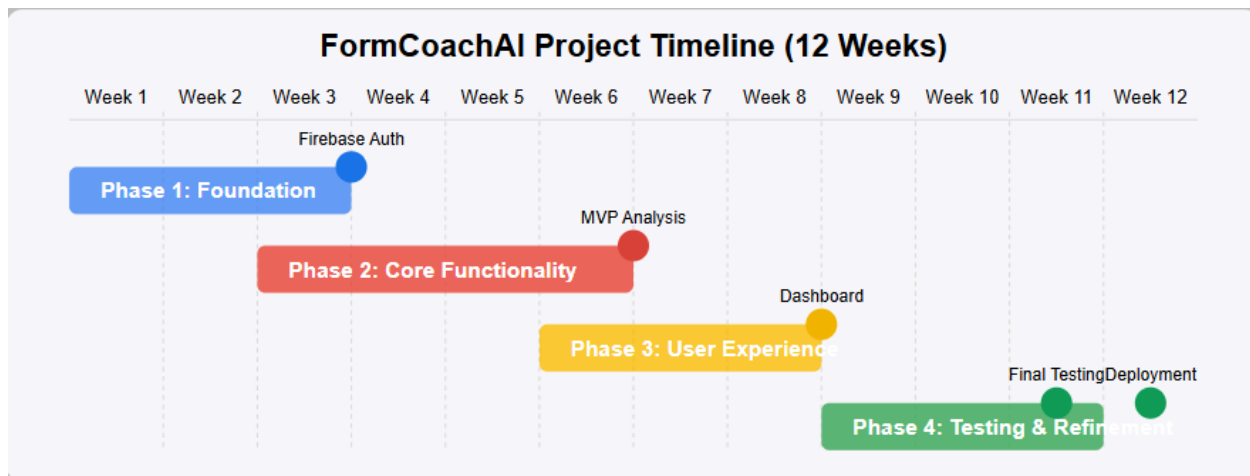 FormCoachAI Project Timeline (12 Weeks)
Week 1 Week 2 Week 3 Week 4 Week 5 Week 6 Week 7 Week 8 Week 9 Week 10 Week 11 Week 12
Firebase Auth
Phase 1: Foundation
MVP Analysis
Phase 2: Core Functionality
Dashboard
Phase 3: User Experience
Final Testing Deployment
Phase 4: Testing & Refinement